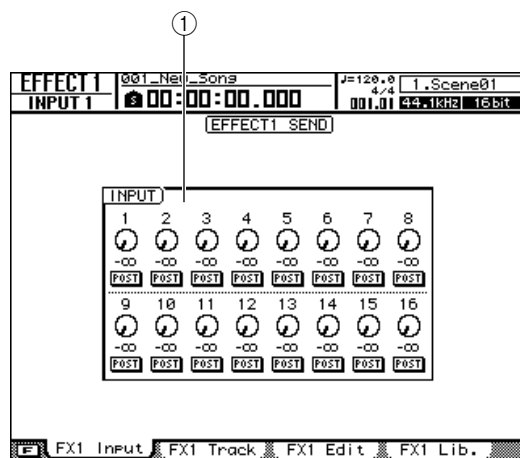 ①
EFFECT1 001_New_Song ♩=120.0 1.Scene01
INPUT 1 S 00:00:00.000 4/4 001.01 44.1kHz 16bit
EFFECT1 SEND
INPUT
1 2 3 4 5 6 7 8
-∞ -∞ -∞ -∞ -∞ -∞ -∞ -∞
POST POST POST POST POST POST POST POST
9 10 11 12 13 14 15 16
-∞ -∞ -∞ -∞ -∞ -∞ -∞ -∞
POST POST POST POST POST POST POST POST
F FX1 Input FX1 Track FX1 Edit FX1 Lib.